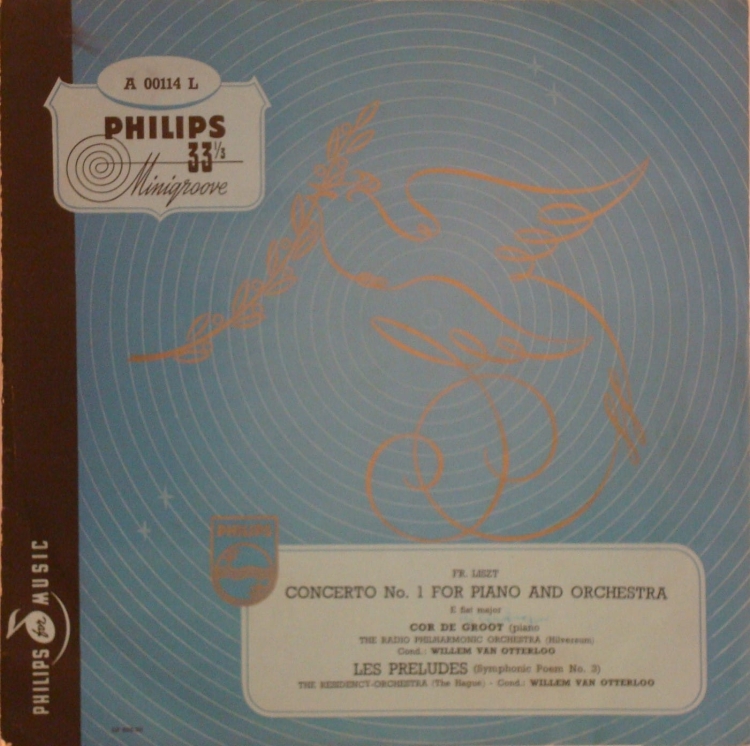 A 00114 L
PHILIPS
33 1/3
Minigroove
PHILIPS
FR. LISZT
CONCERTO No. 1 FOR PIANO AND ORCHESTRA
E flat major
COR DE GROOT (piano
THE RADIO PHILHARMONIC ORCHESTRA (Hilversum)
Cond.: WILLEM VAN OTTERLOO
LES PRELUDES (Symphonic Poem No. 3)
THE RESIDENCY-ORCHESTRA (The Hague) - Cond.: WILLEM VAN OTTERLOO
PHILIPS for MUSIC